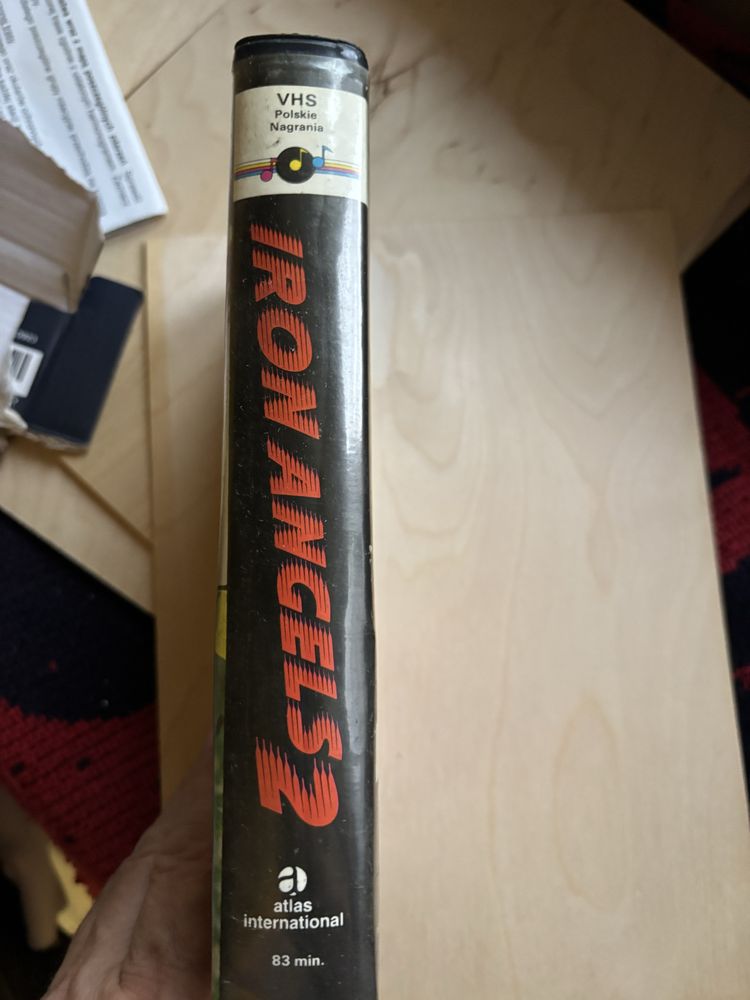 VHS
Polskie
Nagrania
IRON ANGELS 2
a
atlas
international
83 min.